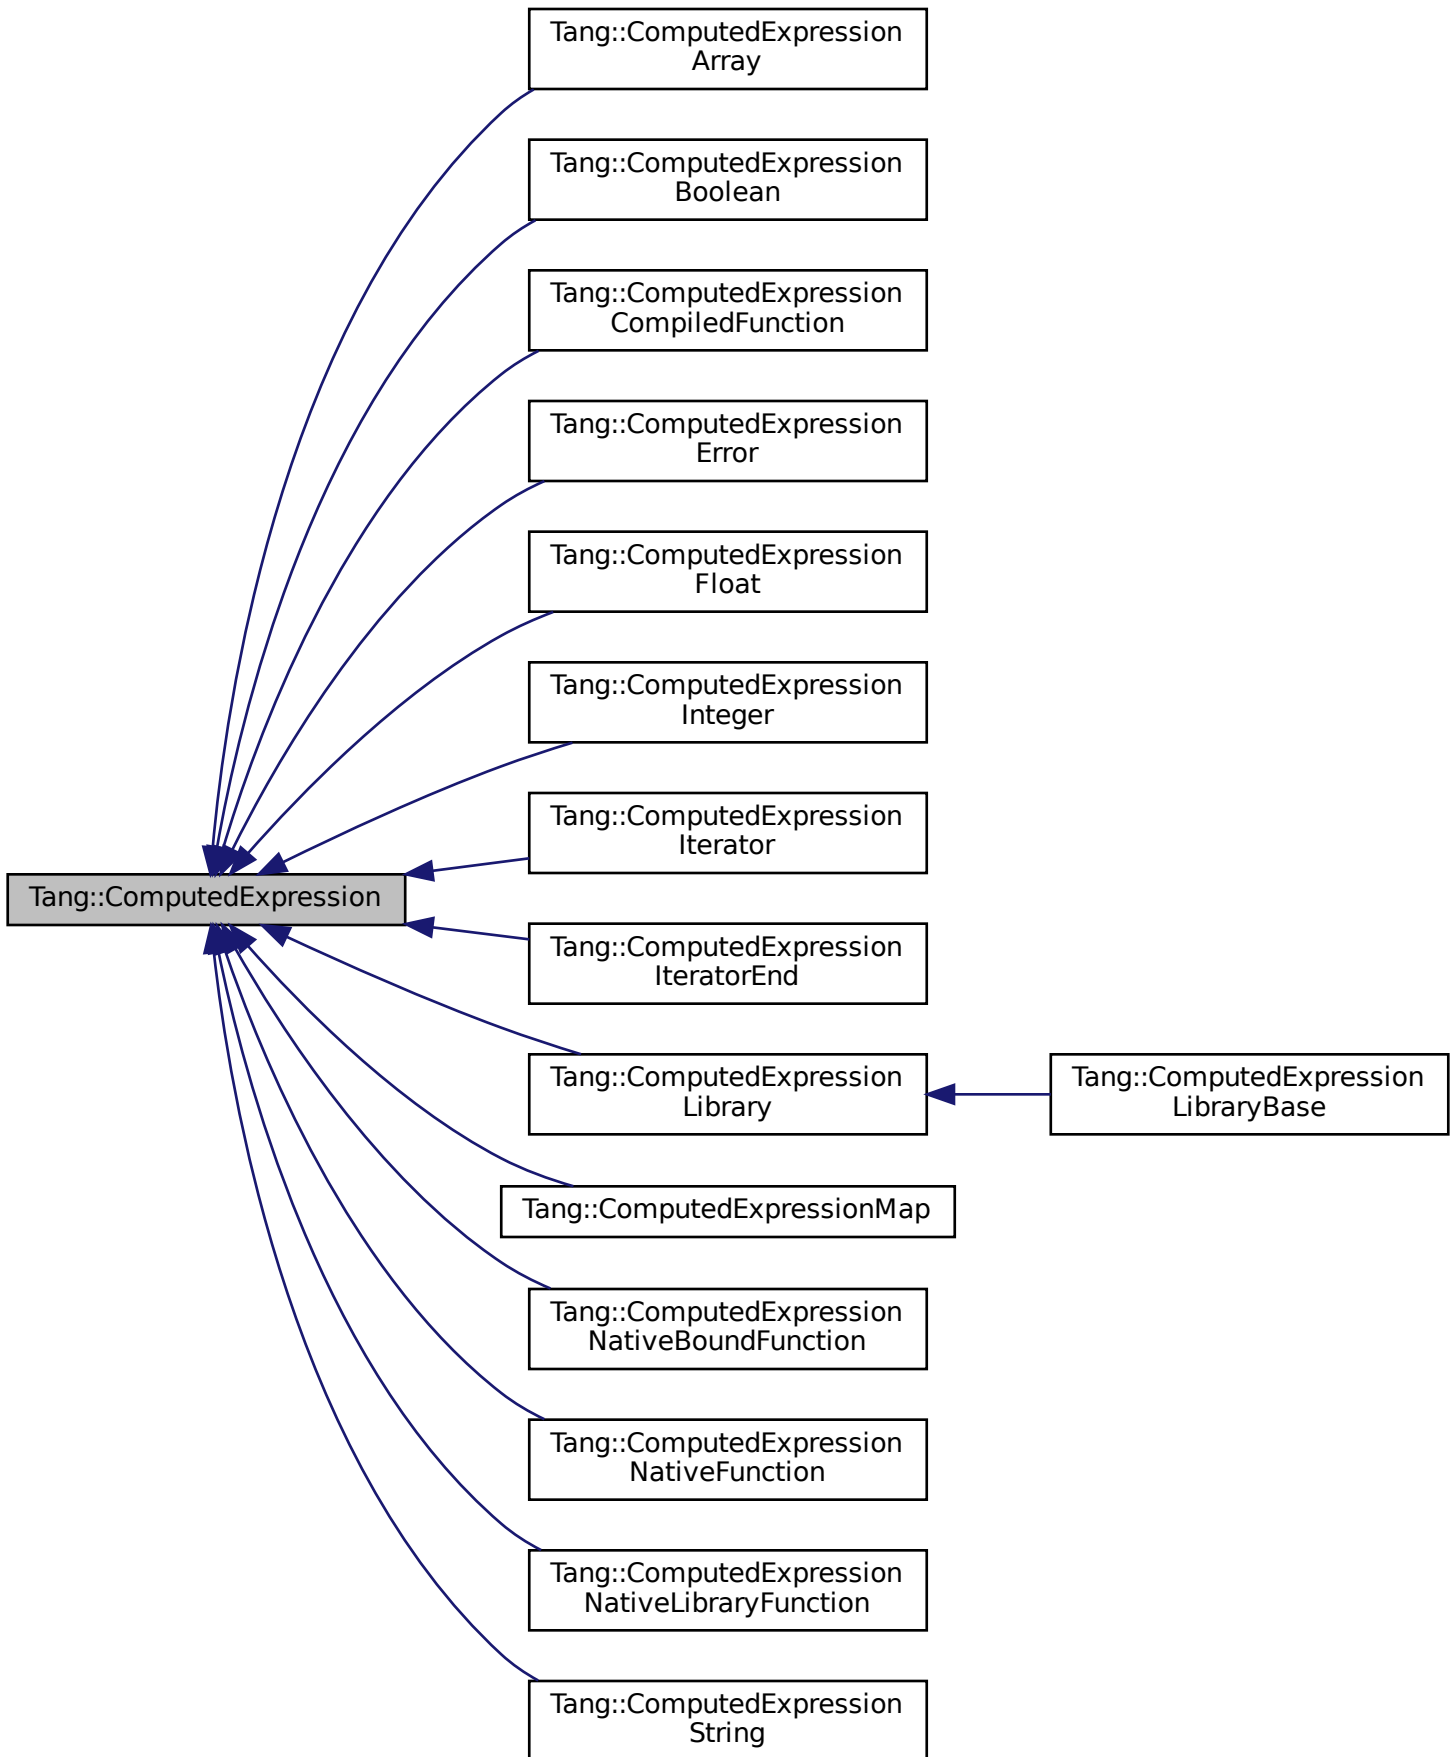 Tang::ComputedExpression
Array
Tang::ComputedExpression
Boolean
Tang::ComputedExpression
CompiledFunction
Tang::ComputedExpression
Error
Tang::ComputedExpression
Float
Tang::ComputedExpression
Integer
Tang::ComputedExpression
Iterator
Tang::ComputedExpression
Tang::ComputedExpression
IteratorEnd
Tang::ComputedExpression
Library
Tang::ComputedExpression
LibraryBase
Tang::ComputedExpressionMap
Tang::ComputedExpression
NativeBoundFunction
Tang::ComputedExpression
NativeFunction
Tang::ComputedExpression
NativeLibraryFunction
Tang::ComputedExpression
String